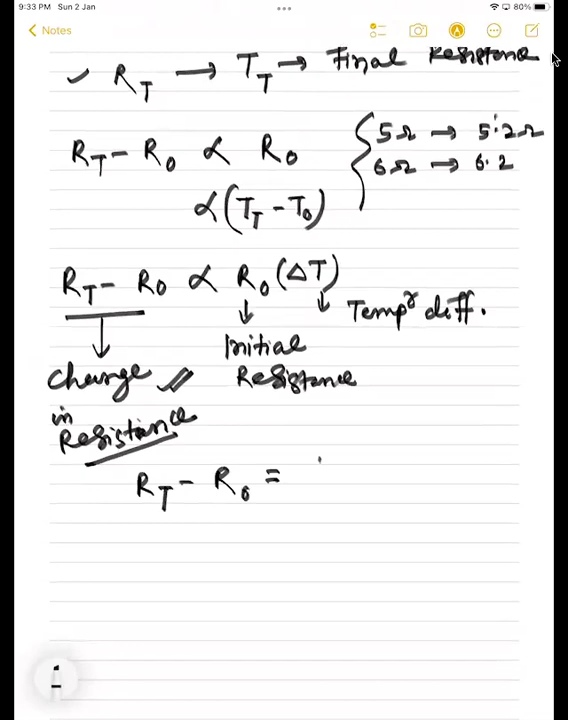 9:33 PM Sun 2 Jan 80%
Notes
✓ R_T → T_T → Final Resistance
R_T - R_0 ∝ R_0 { 5Ω → 5.2Ω
6Ω → 6.2
∝ (T_T - T_0)
R_T - R_0 ∝ R_0 (ΔT)
↓ ↓ ↓ Tempr diff.
Change Initial
in Resistance
Resistance
R_T - R_0 =